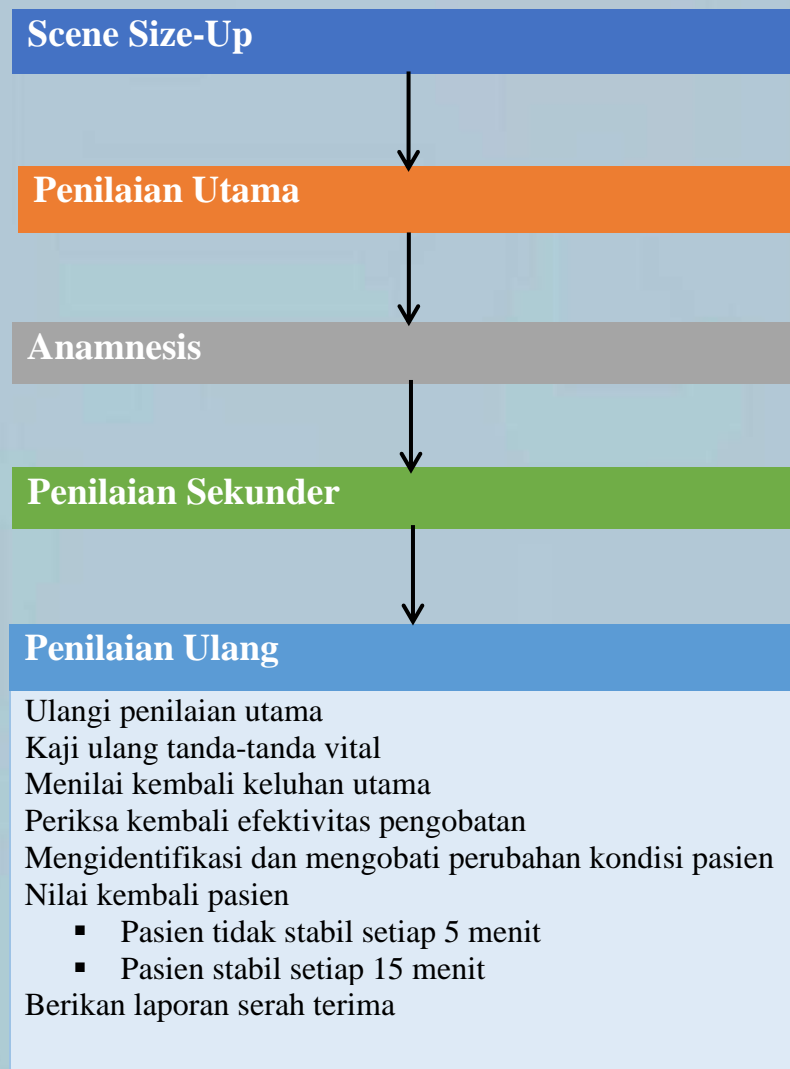 Scene Size-Up
Penilaian Utama
Anamnesis
Penilaian Sekunder
Penilaian Ulang
Ulangi penilaian utama
Kaji ulang tanda-tanda vital
Menilai kembali keluhan utama
Periksa kembali efektivitas pengobatan
Mengidentifikasi dan mengobati perubahan kondisi pasien
Nilai kembali pasien
▪ Pasien tidak stabil setiap 5 menit
▪ Pasien stabil setiap 15 menit
Berikan laporan serah terima